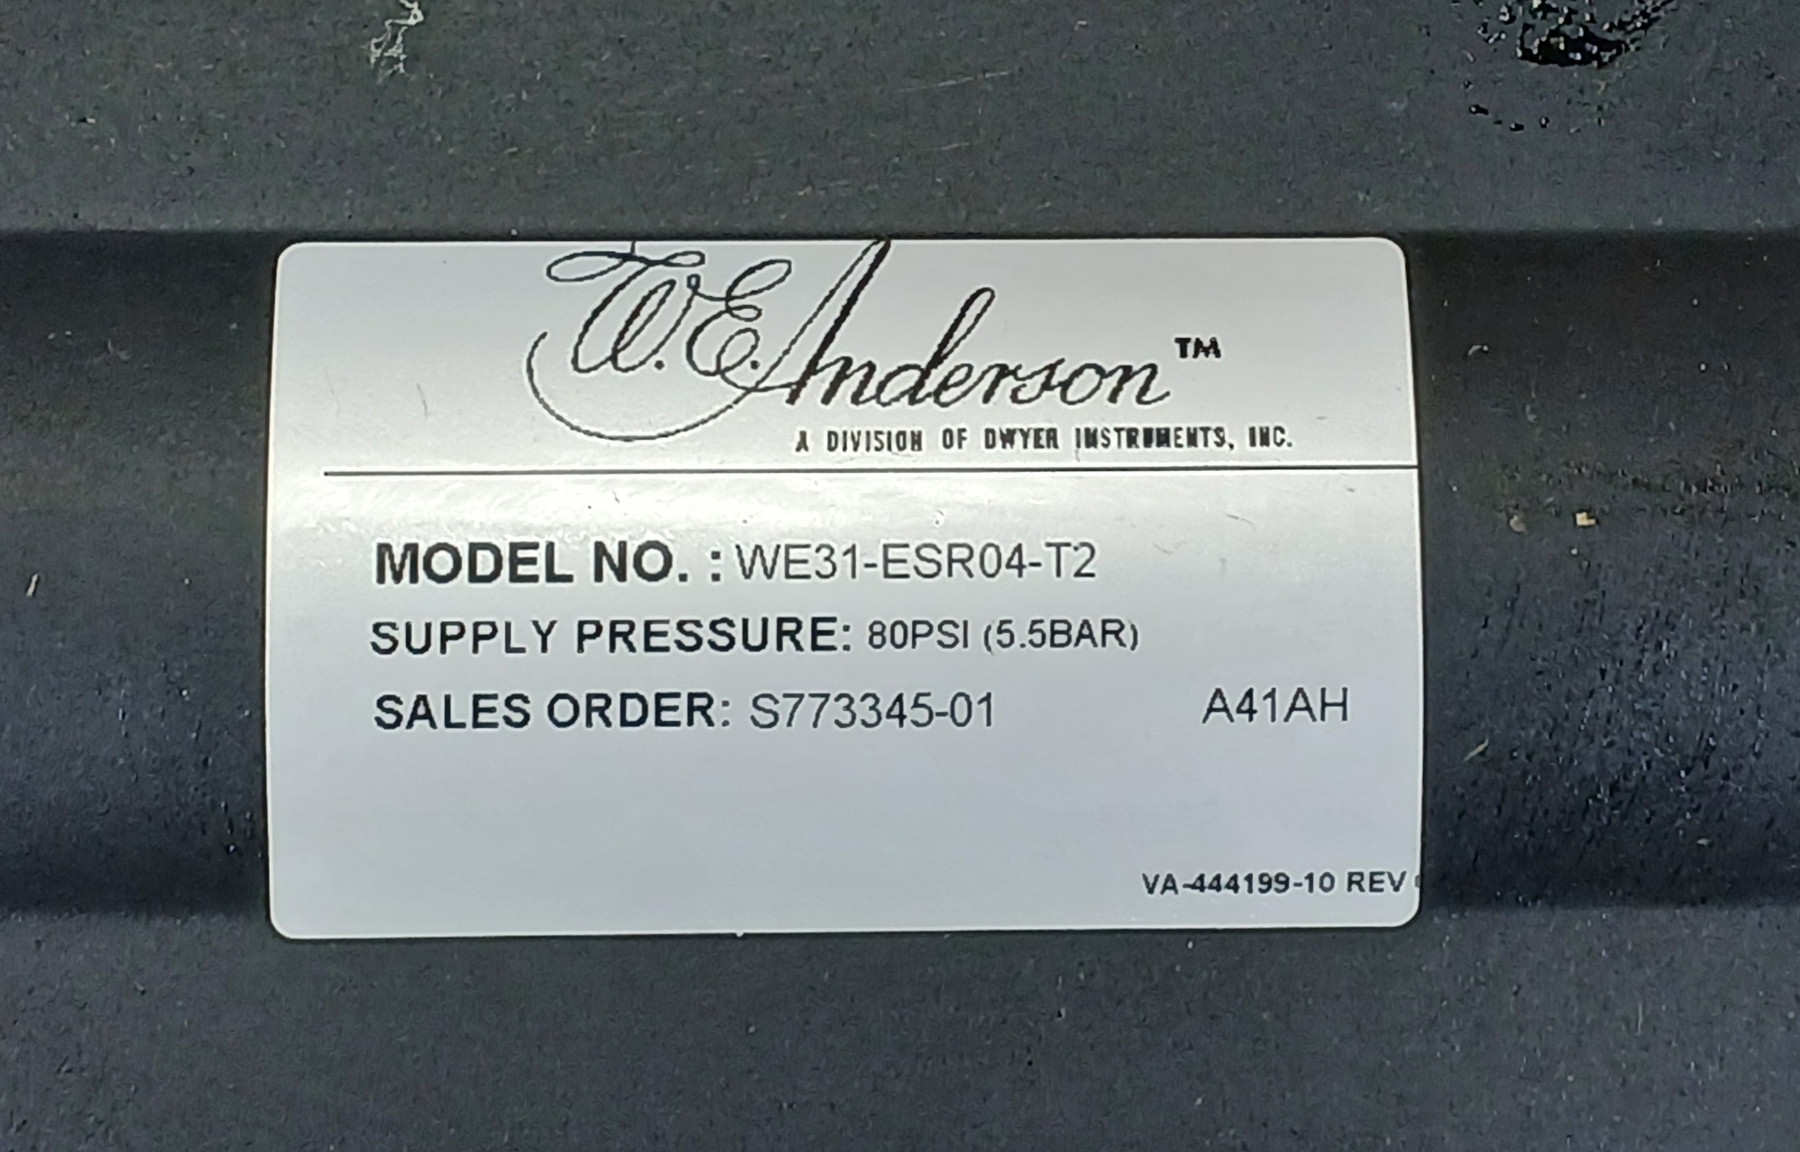 W.E. Anderson™
A DIVISION OF DWYER INSTRUMENTS, INC.
MODEL NO. : WE31-ESR04-T2
SUPPLY PRESSURE: 80PSI (5.5BAR)
SALES ORDER: S773345-01 A41AH
VA-444199-10 REV